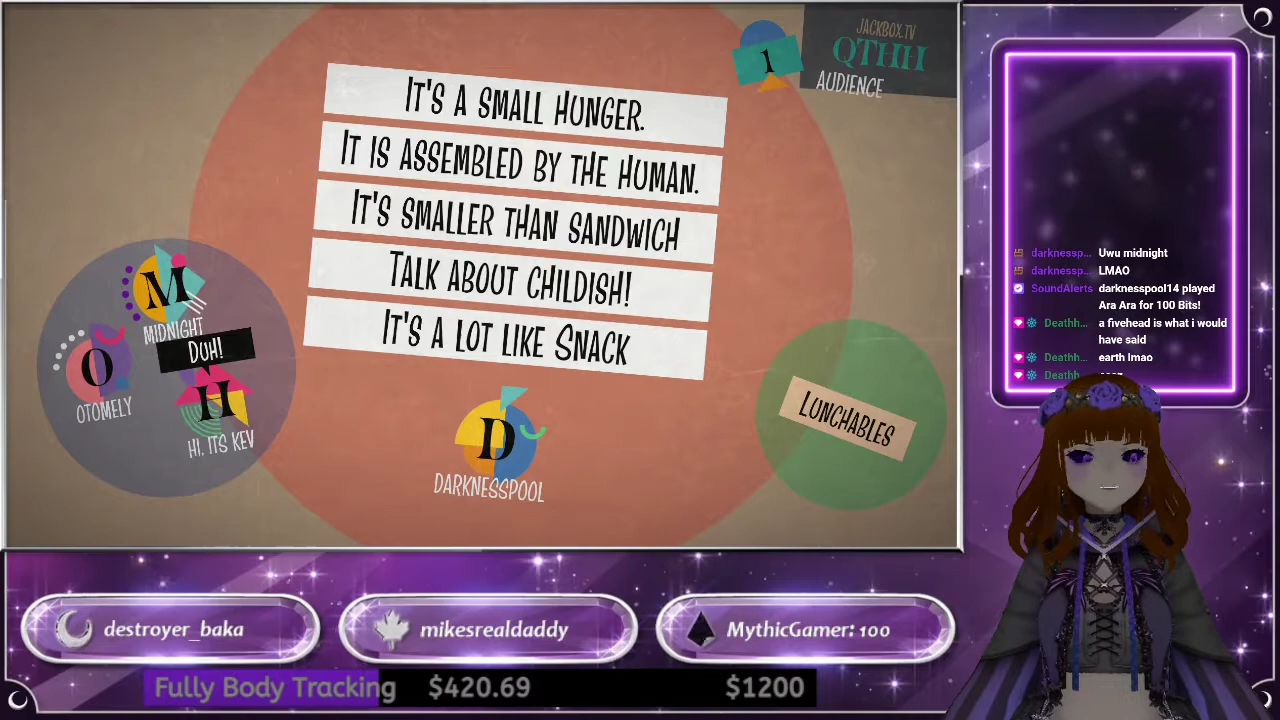 JACKBOX.TV
QTHH
1
AUDIENCE
IT'S A SMALL HUNGER.
IT IS ASSEMBLED BY THE HUMAN.
IT'S SMALLER THAN SANDWICH
TALK ABOUT CHILDISH!
IT'S A LOT LIKE SNACK
M
MIDNIGHT
DUH!
O
OTOMELY
H
HI, ITS KEV
D
DARKNESSPOOL
LUNCHABLES
darknessp... Uwu midnight
darknessp... LMAO
SoundAlerts darknesspool14 played
Ara Ara for 100 Bits!
Deathh... a fivehead is what i would
have said
Deathh... earth lmao
Deathh
destroyer_baka
mikesrealdaddy
MythicGamer: 100
Fully Body Tracking $420.69 $1200